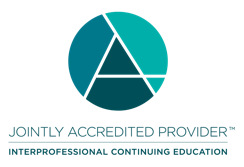 JOINTLY ACCREDITED PROVIDER™
INTERPROFESSIONAL CONTINUING EDUCATION